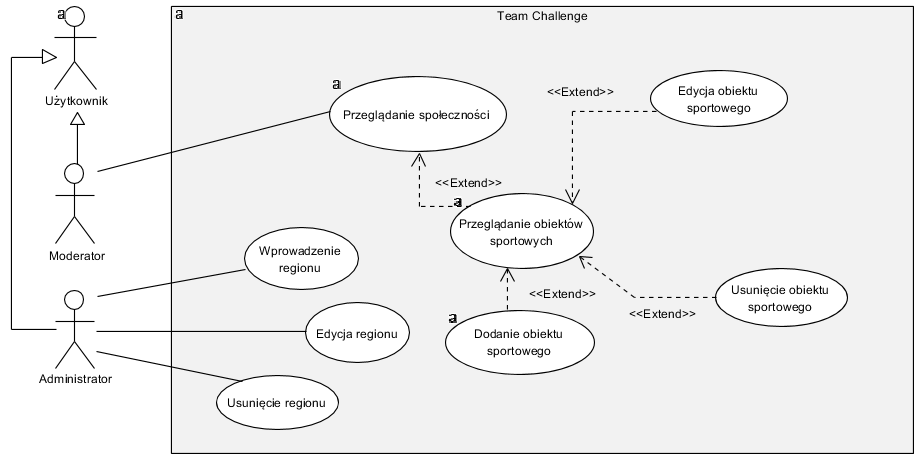 a
a
Team Challenge
Użytkownik
a
Przeglądanie społeczności
<<Extend>>
Edycja obiektu
sportowego
<<Extend>>
a
Przeglądanie obiektów
sportowych
Moderator
Wprowadzenie
regionu
<<Extend>>
Usunięcie obiektu
sportowego
<<Extend>>
a
Dodanie obiektu
sportowego
Edycja regionu
Administrator
Usunięcie regionu